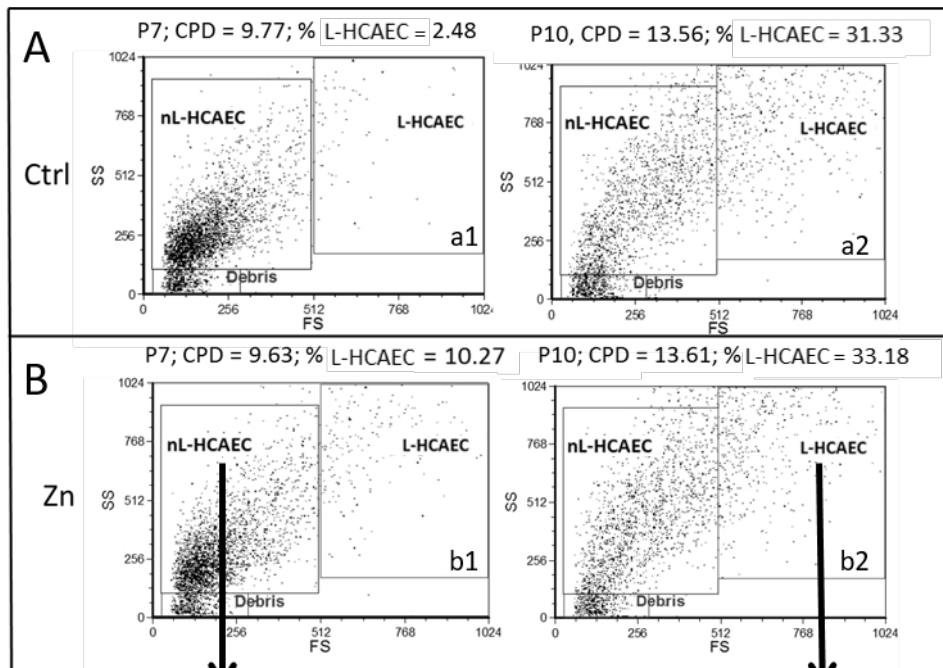 A
P7; CPD = 9.77; % L-HCAEC = 2.48
P10, CPD = 13.56; % L-HCAEC = 31.33
Ctrl
SS
1024
768
512
256
0
nL-HCAEC
L-HCAEC
a1
Debris
0 256 512 768 1024
FS
SS
1024
768
512
256
0
nL-HCAEC
L-HCAEC
a2
Debris
0 256 512 768 1024
FS
B
P7; CPD = 9.63; % L-HCAEC = 10.27
P10; CPD = 13.61; % L-HCAEC = 33.18
Zn
SS
1024
768
512
256
0
nL-HCAEC
L-HCAEC
b1
Debris
0 256 512 768 1024
FS
SS
1024
768
512
256
0
nL-HCAEC
L-HCAEC
b2
Debris
0 256 512 768 1024
FS